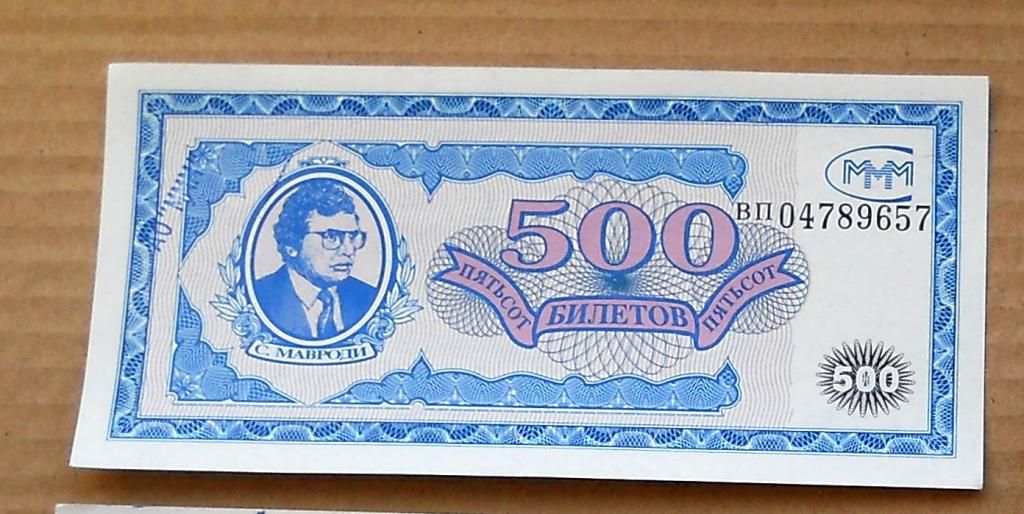 МММ
500
ВП04789657
ПЯТЬСОТ БИЛЕТОВ ПЯТЬСОТ
С. МАВРОДИ
500